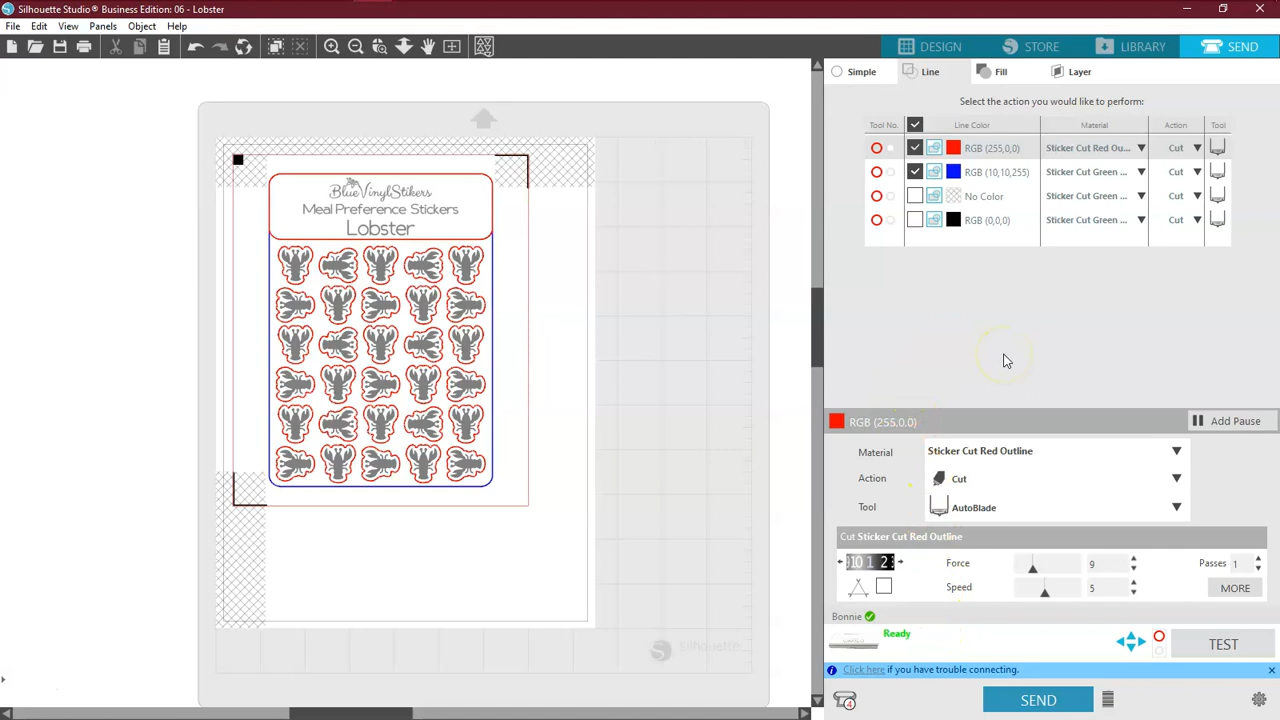 Silhouette Studio® Business Edition: 06 - Lobster
File Edit View Panels Object Help
DESIGN STORE LIBRARY SEND
Simple Line Fill Layer
Select the action you would like to perform:
Tool No. Line Color Material Action Tool
RGB (255,0,0) Sticker Cut Red Ou... Cut
RGB (10,10,255) Sticker Cut Green ... Cut
No Color Sticker Cut Green ... Cut
RGB (0,0,0) Sticker Cut Green ... Cut
BlueVinylStikers
Meal Preference Stickers
Lobster
silhouette
RGB (255,0,0) Add Pause
Material Sticker Cut Red Outline
Action Cut
Tool AutoBlade
Cut Sticker Cut Red Outline
Force 9 Passes 1
Speed 5 MORE
Bonnie
Ready
TEST
Click here if you have trouble connecting.
4 SEND